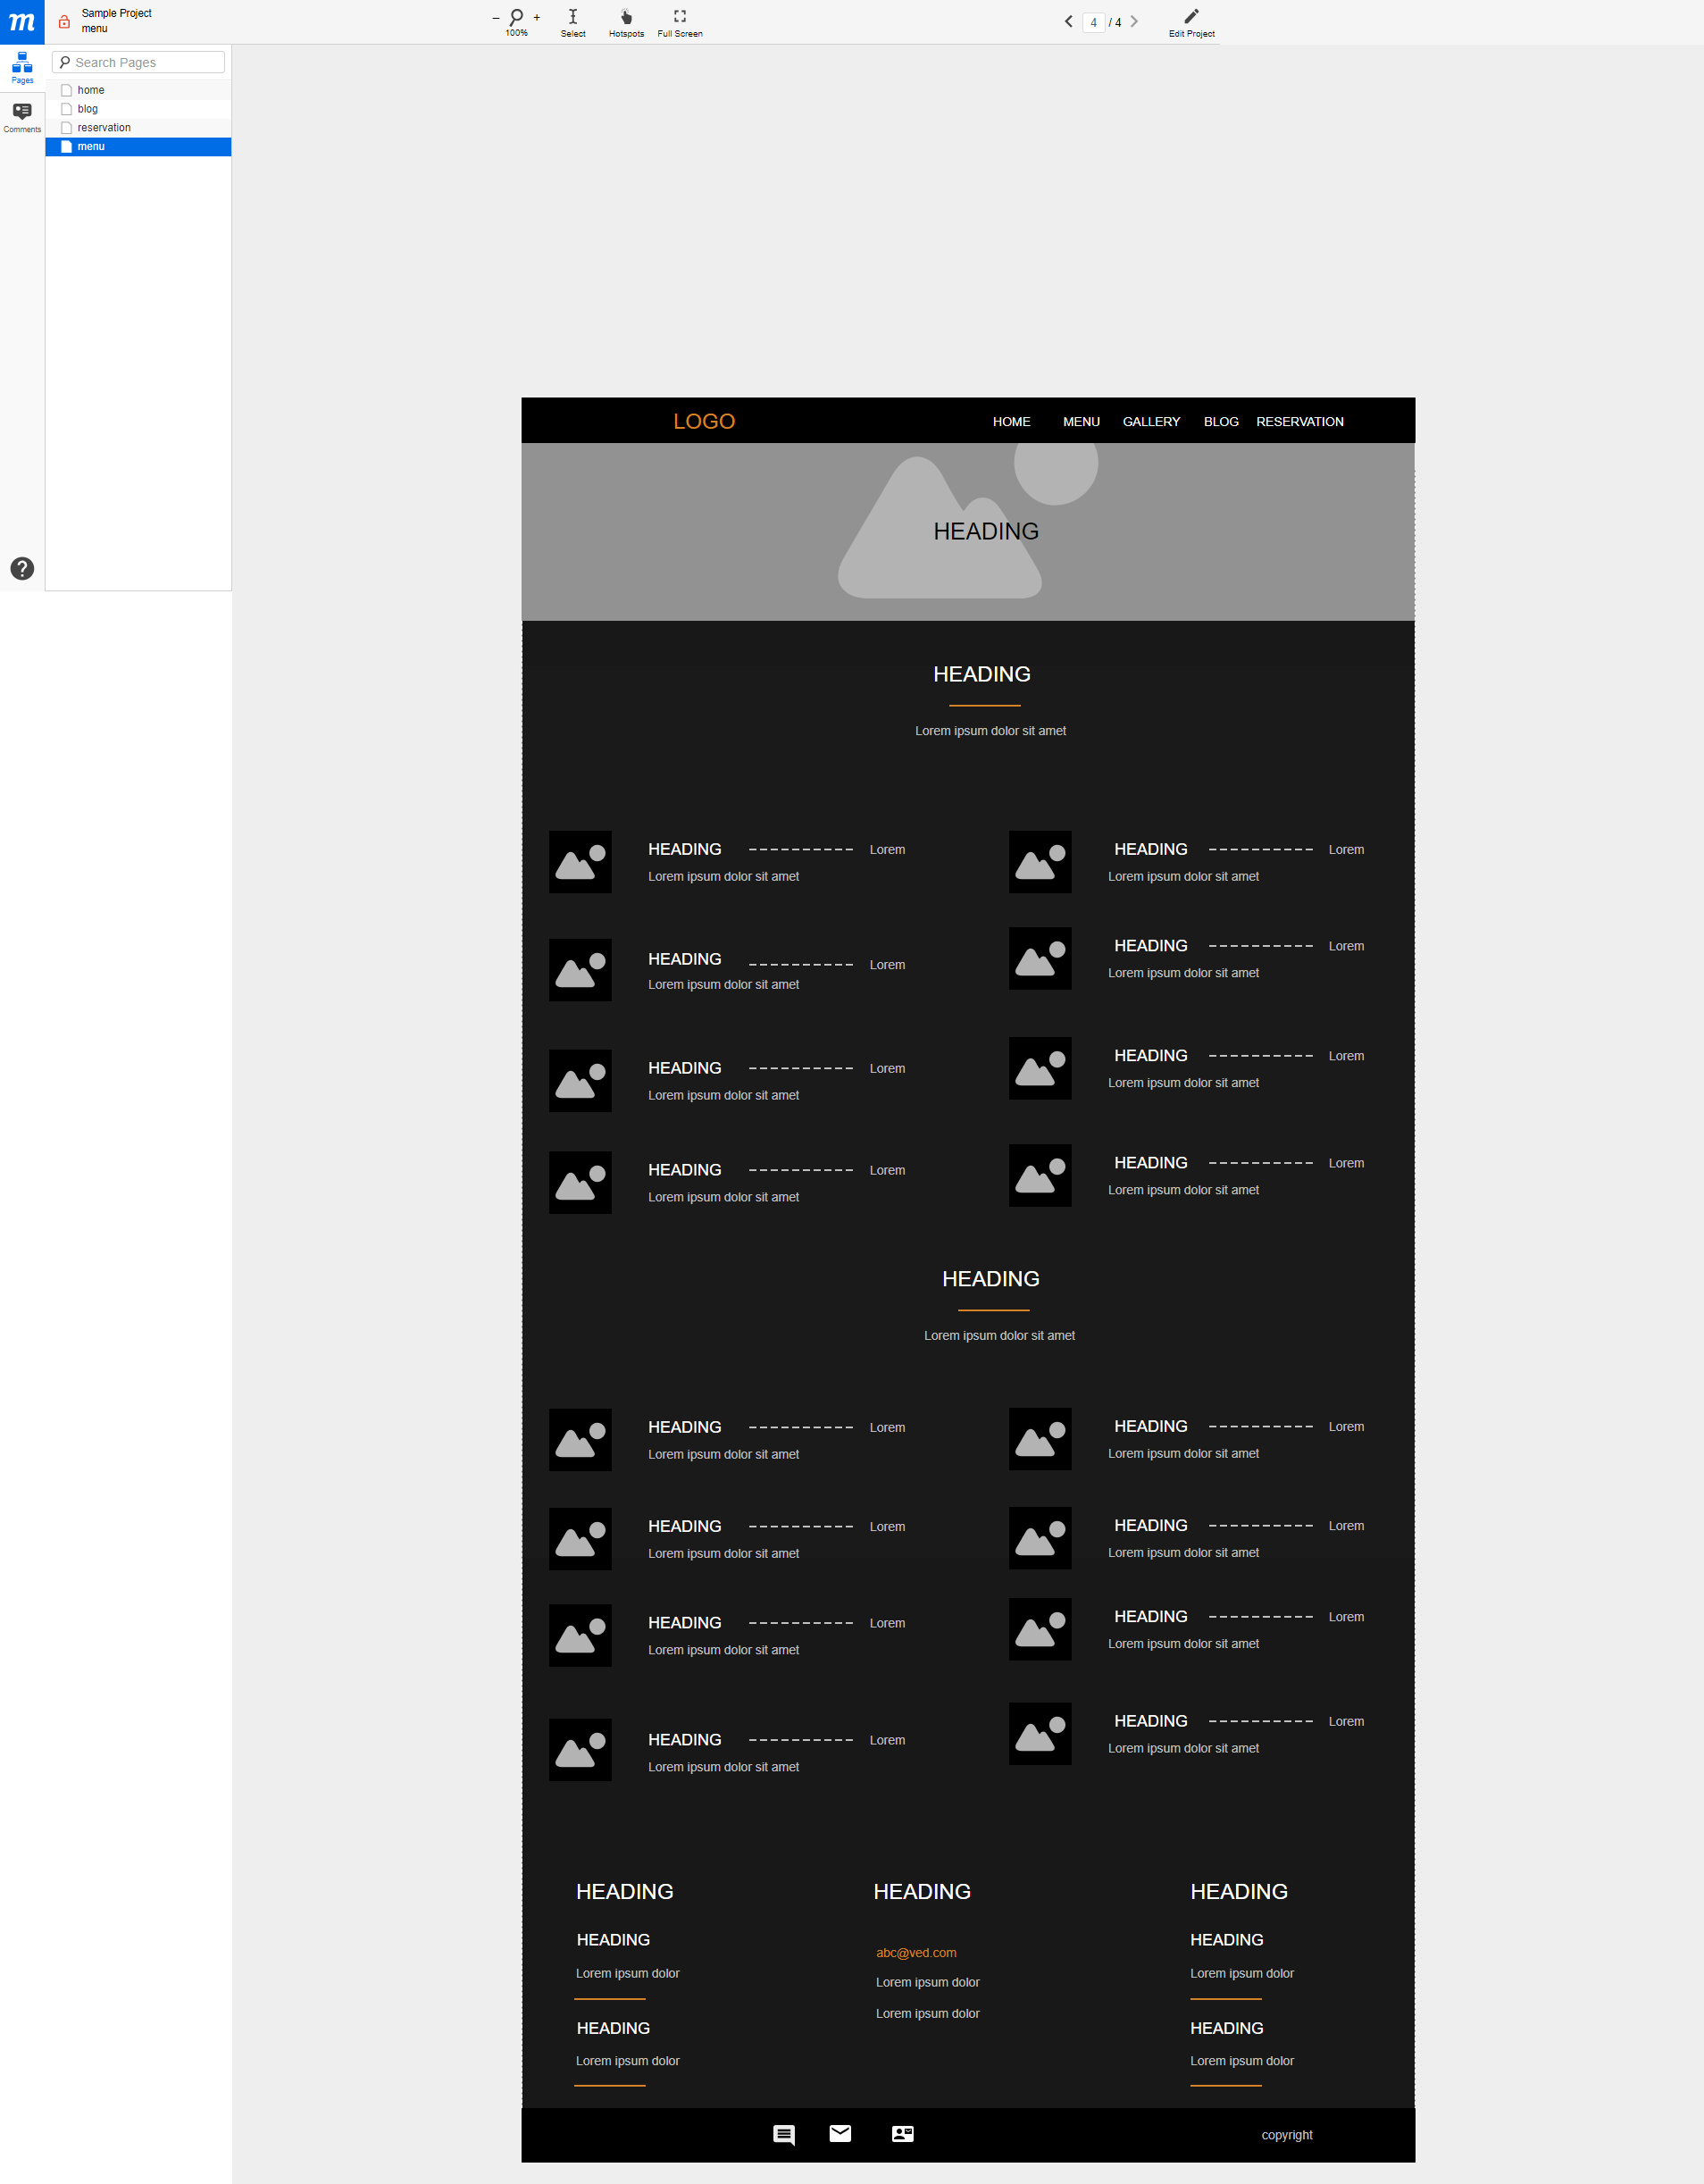 m
Sample Project
menu
– +
100%
Select
Hotspots
Full Screen
4 / 4
Edit Project
Pages
Comments
Search Pages
home
blog
reservation
menu
?
LOGO HOME MENU GALLERY BLOG RESERVATION
HEADING
HEADING
Lorem ipsum dolor sit amet
HEADING Lorem
Lorem ipsum dolor sit amet
HEADING Lorem
Lorem ipsum dolor sit amet
HEADING Lorem
Lorem ipsum dolor sit amet
HEADING Lorem
Lorem ipsum dolor sit amet
HEADING Lorem
Lorem ipsum dolor sit amet
HEADING Lorem
Lorem ipsum dolor sit amet
HEADING Lorem
Lorem ipsum dolor sit amet
HEADING Lorem
Lorem ipsum dolor sit amet
HEADING
Lorem ipsum dolor sit amet
HEADING Lorem
Lorem ipsum dolor sit amet
HEADING Lorem
Lorem ipsum dolor sit amet
HEADING Lorem
Lorem ipsum dolor sit amet
HEADING Lorem
Lorem ipsum dolor sit amet
HEADING Lorem
Lorem ipsum dolor sit amet
HEADING Lorem
Lorem ipsum dolor sit amet
HEADING Lorem
Lorem ipsum dolor sit amet
HEADING Lorem
Lorem ipsum dolor sit amet
HEADING
HEADING
Lorem ipsum dolor
HEADING
Lorem ipsum dolor
HEADING
abc@ved.com
Lorem ipsum dolor
Lorem ipsum dolor
HEADING
HEADING
Lorem ipsum dolor
HEADING
Lorem ipsum dolor
copyright